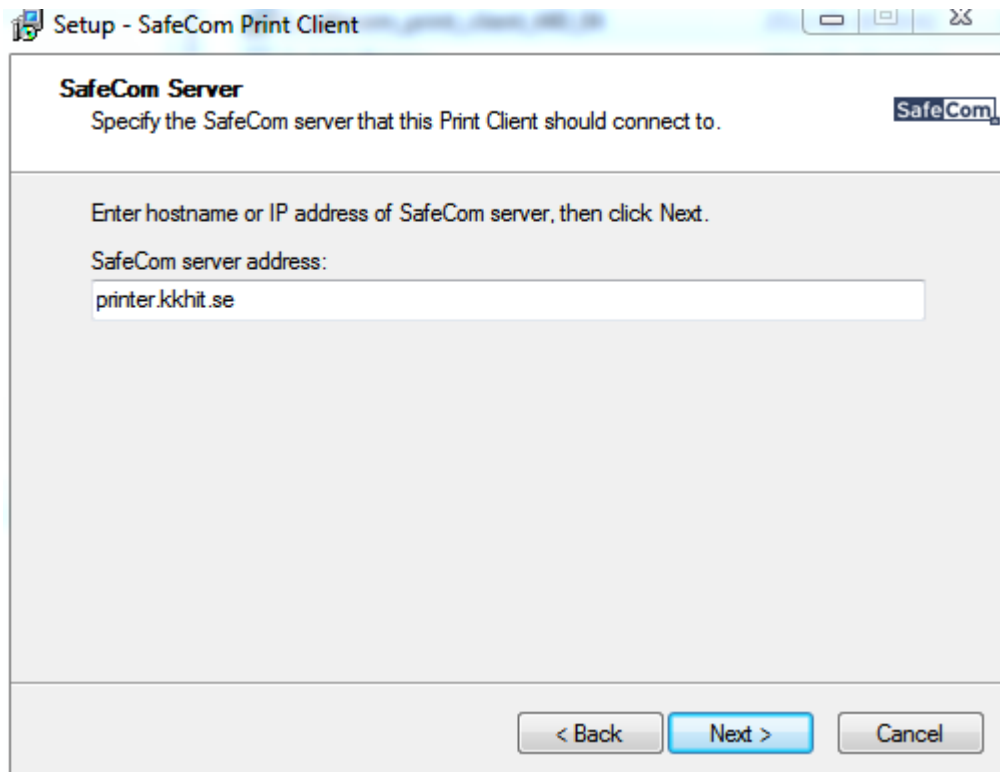 Setup - SafeCom Print Client
SafeCom Server
Specify the SafeCom server that this Print Client should connect to.
SafeCom
Enter hostname or IP address of SafeCom server, then click Next.
SafeCom server address:
printer.kkhit.se
< Back
Next >
Cancel